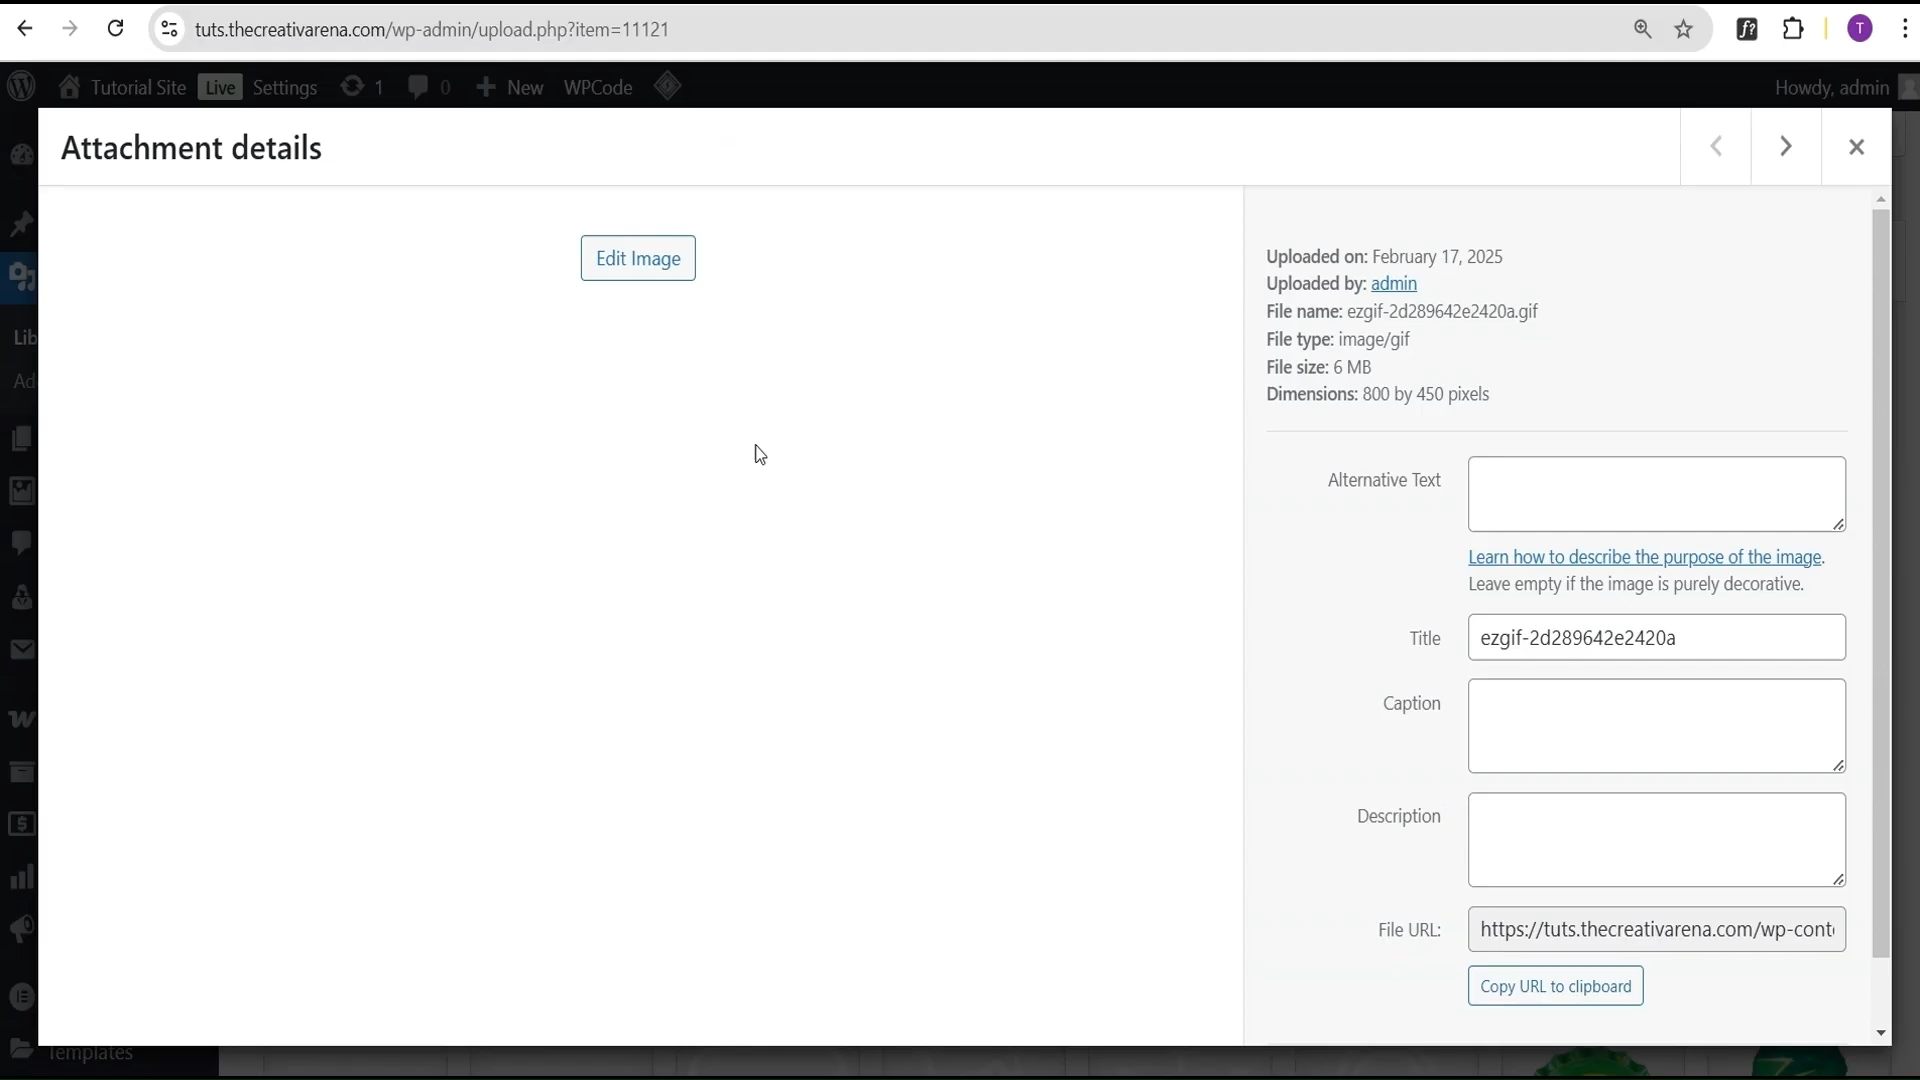 tuts.thecreativarena.com/wp-admin/upload.php?item=11121
T
Tutorial Site Live Settings 1 0 New WPCode Howdy, admin
Attachment details
Edit Image
Uploaded on: February 17, 2025
Uploaded by: admin
File name: ezgif-2d289642e2420a.gif
File type: image/gif
File size: 6 MB
Dimensions: 800 by 450 pixels
Lib
Ad
Alternative Text
Learn how to describe the purpose of the image.
Leave empty if the image is purely decorative.
Title ezgif-2d289642e2420a
Caption
Description
File URL: https://tuts.thecreativarena.com/wp-cont
Copy URL to clipboard
Templates